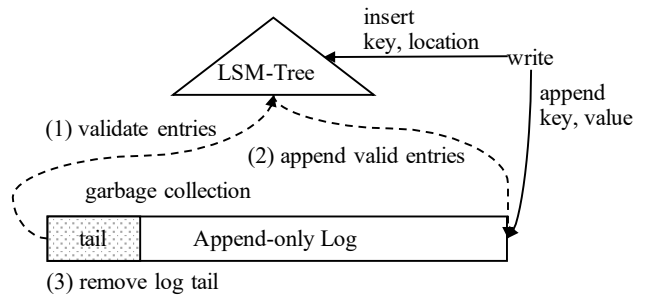 insert
key, location
write
LSM-Tree
append
key, value
(1) validate entries
(2) append valid entries
garbage collection
tail
Append-only Log
(3) remove log tail